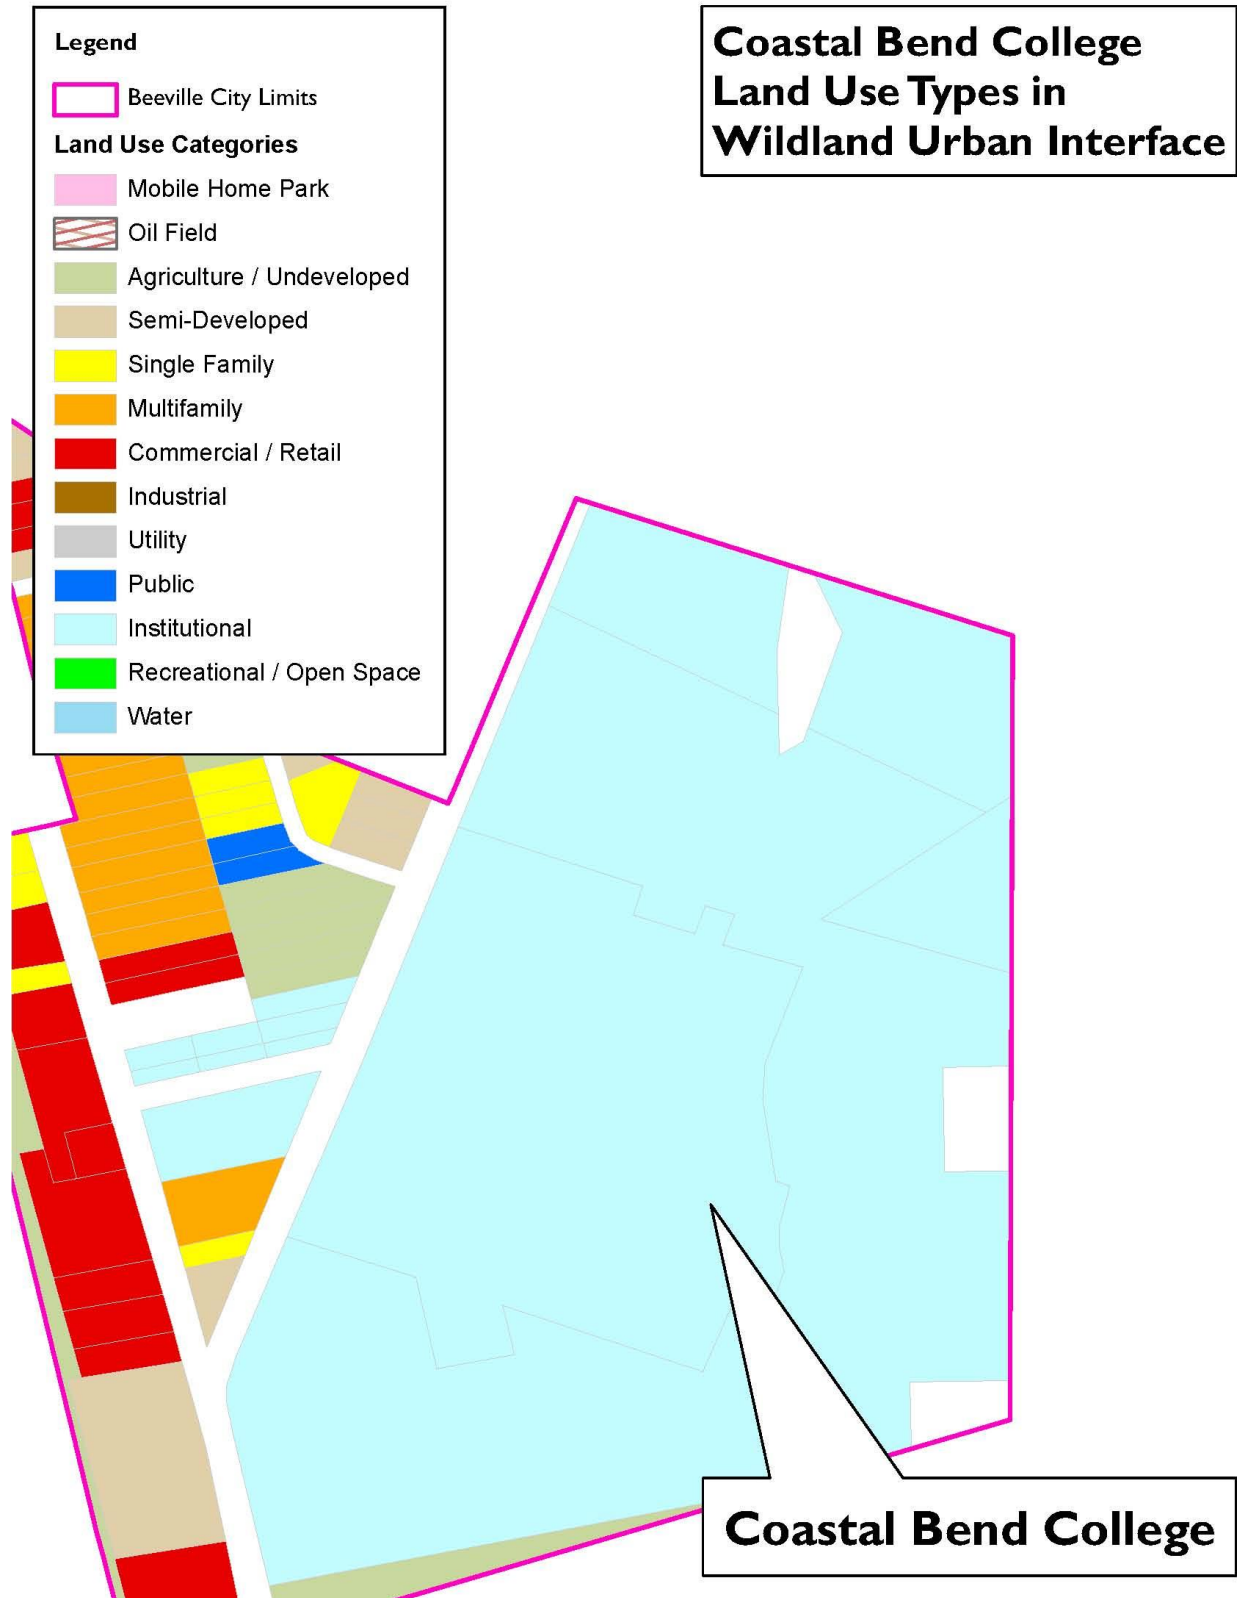 Legend
Beeville City Limits
Land Use Categories
Mobile Home Park
Oil Field
Agriculture / Undeveloped
Semi-Developed
Single Family
Multifamily
Commercial / Retail
Industrial
Utility
Public
Institutional
Recreational / Open Space
Water
Coastal Bend College
Land Use Types in
Wildland Urban Interface
Coastal Bend College